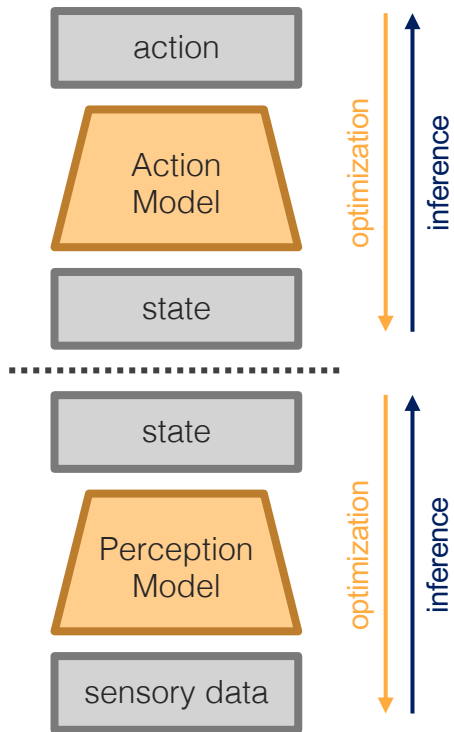 action
Action
Model
state
optimization
inference
state
Perception
Model
sensory data
optimization
inference